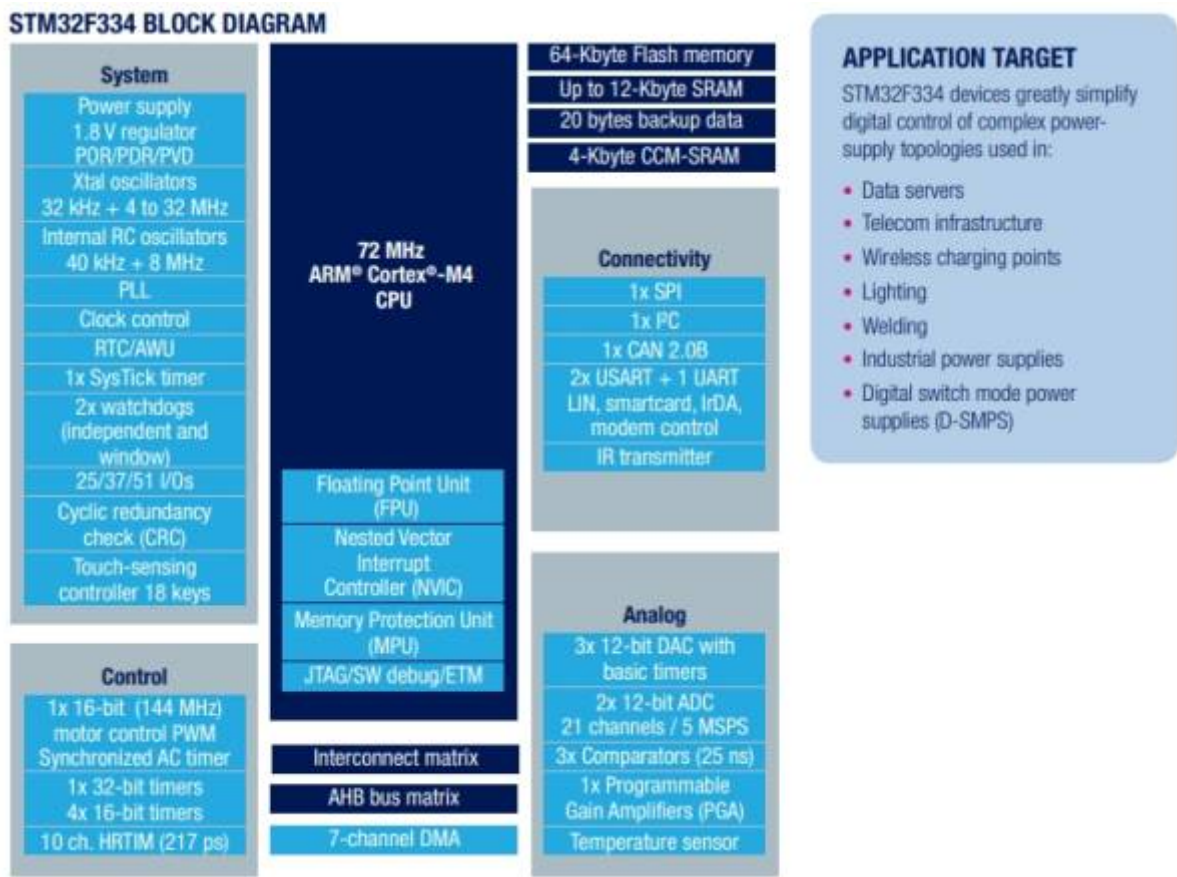 STM32F334 BLOCK DIAGRAM
System
Power supply
1.8 V regulator
POR/PDR/PVD
Xtal oscillators
32 kHz + 4 to 32 MHz
Internal RC oscillators
40 kHz + 8 MHz
PLL
Clock control
RTC/AWU
1x SysTick timer
2x watchdogs
(independent and
window)
25/37/51 I/Os
Cyclic redundancy
check (CRC)
Touch-sensing
controller 18 keys
Control
1x 16-bit (144 MHz)
motor control PWM
Synchronized AC timer
1x 32-bit timers
4x 16-bit timers
10 ch. HRTIM (217 ps)
72 MHz
ARM® Cortex®-M4
CPU
Floating Point Unit
(FPU)
Nested Vector
Interrupt
Controller (NVIC)
Memory Protection Unit
(MPU)
JTAG/SW debug/ETM
Interconnect matrix
AHB bus matrix
7-channel DMA
64-Kbyte Flash memory
Up to 12-Kbyte SRAM
20 bytes backup data
4-Kbyte CCM-SRAM
Connectivity
1x SPI
1x I²C
1x CAN 2.0B
2x USART + 1 UART
LIN, smartcard, IrDA,
modem control
IR transmitter
Analog
3x 12-bit DAC with
basic timers
2x 12-bit ADC
21 channels / 5 MSPS
3x Comparators (25 ns)
1x Programmable
Gain Amplifiers (PGA)
Temperature sensor
APPLICATION TARGET
STM32F334 devices greatly simplify
digital control of complex power-
supply topologies used in:
• Data servers
• Telecom infrastructure
• Wireless charging points
• Lighting
• Welding
• Industrial power supplies
• Digital switch mode power
supplies (D-SMPS)